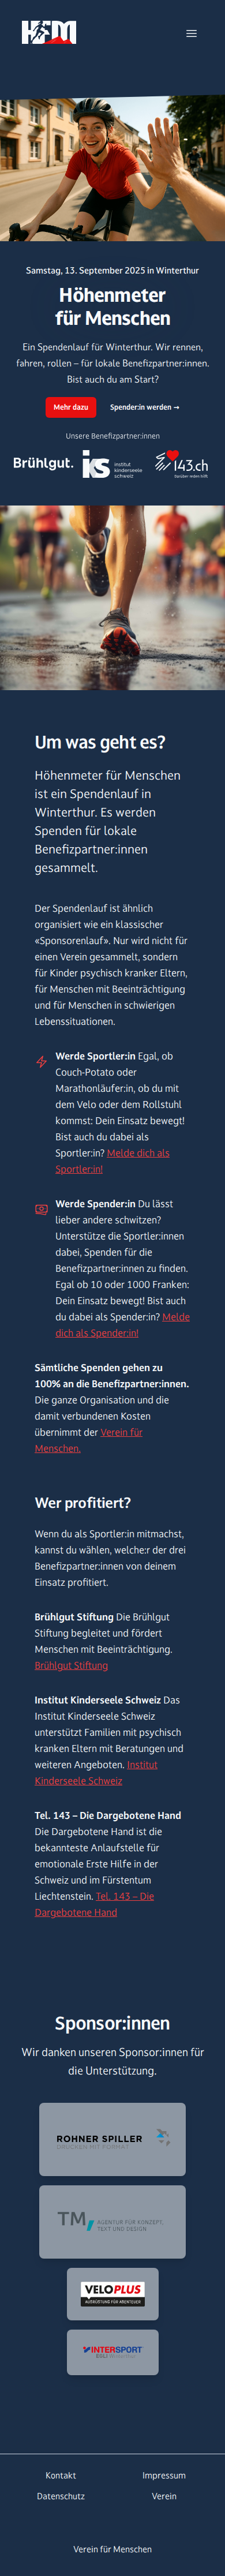 HFM
Samstag, 13. September 2025 in Winterthur
Höhenmeter
für Menschen
Ein Spendenlauf für Winterthur. Wir rennen,
fahren, rollen – für lokale Benefizpartner:innen.
Bist auch du am Start?
Mehr dazu
Spender:in werden →
Unsere Benefizpartner:innen
Brühlgut.
iks institut
kinderseele
schweiz
143.ch
Darüber reden hilft.
Um was geht es?
Höhenmeter für Menschen
ist ein Spendenlauf in
Winterthur. Es werden
Spenden für lokale
Benefizpartner:innen
gesammelt.
Der Spendenlauf ist ähnlich
organisiert wie ein klassischer
«Sponsorenlauf». Nur wird nicht für
einen Verein gesammelt, sondern
für Kinder psychisch kranker Eltern,
für Menschen mit Beeinträchtigung
und für Menschen in schwierigen
Lebenssituationen.
Werde Sportler:in Egal, ob
Couch-Potato oder
Marathonläufer:in, ob du mit
dem Velo oder dem Rollstuhl
kommst: Dein Einsatz bewegt!
Bist auch du dabei als
Sportler:in? Melde dich als
Sportler:in!
Werde Spender:in Du lässt
lieber andere schwitzen?
Unterstütze die Sportler:innen
dabei, Spenden für die
Benefizpartner:innen zu finden.
Egal ob 10 oder 1000 Franken:
Dein Einsatz bewegt! Bist auch
du dabei als Spender:in? Melde
dich als Spender:in!
Sämtliche Spenden gehen zu
100% an die Benefizpartner:innen.
Die ganze Organisation und die
damit verbundenen Kosten
übernimmt der Verein für
Menschen.
Wer profitiert?
Wenn du als Sportler:in mitmachst,
kannst du wählen, welche:r der drei
Benefizpartner:innen von deinem
Einsatz profitiert.
Brühlgut Stiftung Die Brühlgut
Stiftung begleitet und fördert
Menschen mit Beeinträchtigung.
Brühlgut Stiftung
Institut Kinderseele Schweiz Das
Institut Kinderseele Schweiz
unterstützt Familien mit psychisch
kranken Eltern mit Beratungen und
weiteren Angeboten. Institut
Kinderseele Schweiz
Tel. 143 – Die Dargebotene Hand
Die Dargebotene Hand ist die
bekannteste Anlaufstelle für
emotionale Erste Hilfe in der
Schweiz und im Fürstentum
Liechtenstein. Tel. 143 – Die
Dargebotene Hand
Sponsor:innen
Wir danken unseren Sponsor:innen für
die Unterstützung.
ROHNER SPILLER
DRUCKEN MIT FORMAT
TM/ AGENTUR FÜR KONZEPT,
TEXT UND DESIGN
VELOPLUS
AUSRÜSTUNG FÜR ABENTEUER
INTERSPORT
Kontakt
Impressum
Datenschutz
Verein
Verein für Menschen